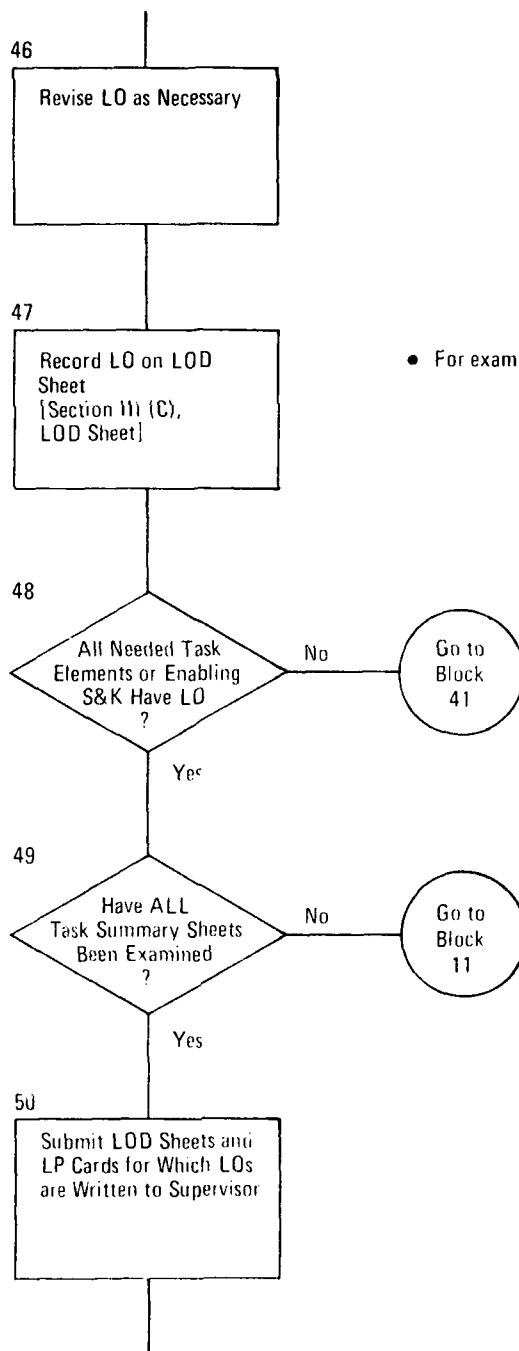 46
Revise LO as Necessary
47
Record LO on LOD
Sheet
[Section III (C),
LOD Sheet]
• For exam
48
All Needed Task
Elements or Enabling
S&K Have LO
?
No
Go to
Block
41
Yes
49
Have ALL
Task Summary Sheets
Been Examined
?
No
Go to
Block
11
Yes
50
Submit LOD Sheets and
LP Cards for Which LOs
are Written to Supervisor